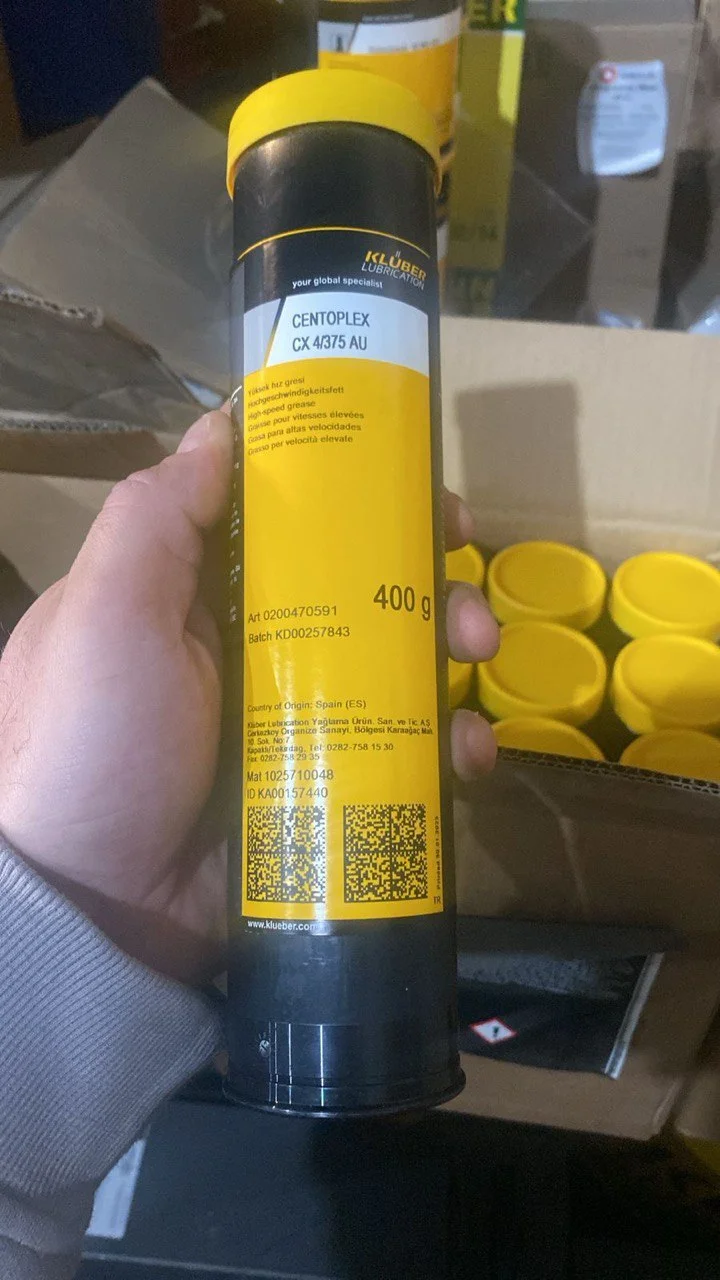 KLÜBER
LUBRICATION
your global specialist
CENTOPLEX
CX 4/375 AU
Yüksek hız gresi
Hochgeschwindigkeitsfett
High-speed grease
Graisse pour vitesses élevées
Grasa para altas velocidades
Grasso per velocità elevate
400 g
Art 0200470591
Batch KD00257843
Country of Origin: Spain (ES)
Klüber Lubrication Yağlama Ürün. San. ve Tic. A.Ş.
Çerkezköy Organize Sanayi, Bölgesi Karaağaç Mah.
10. Sok. No:7
Kapaklı/Tekirdag, Tel: 0282-758 15 30
Fax: 0282-758 29 35
Mat 1025710048
ID KA00157440
TR
www.klueber.com